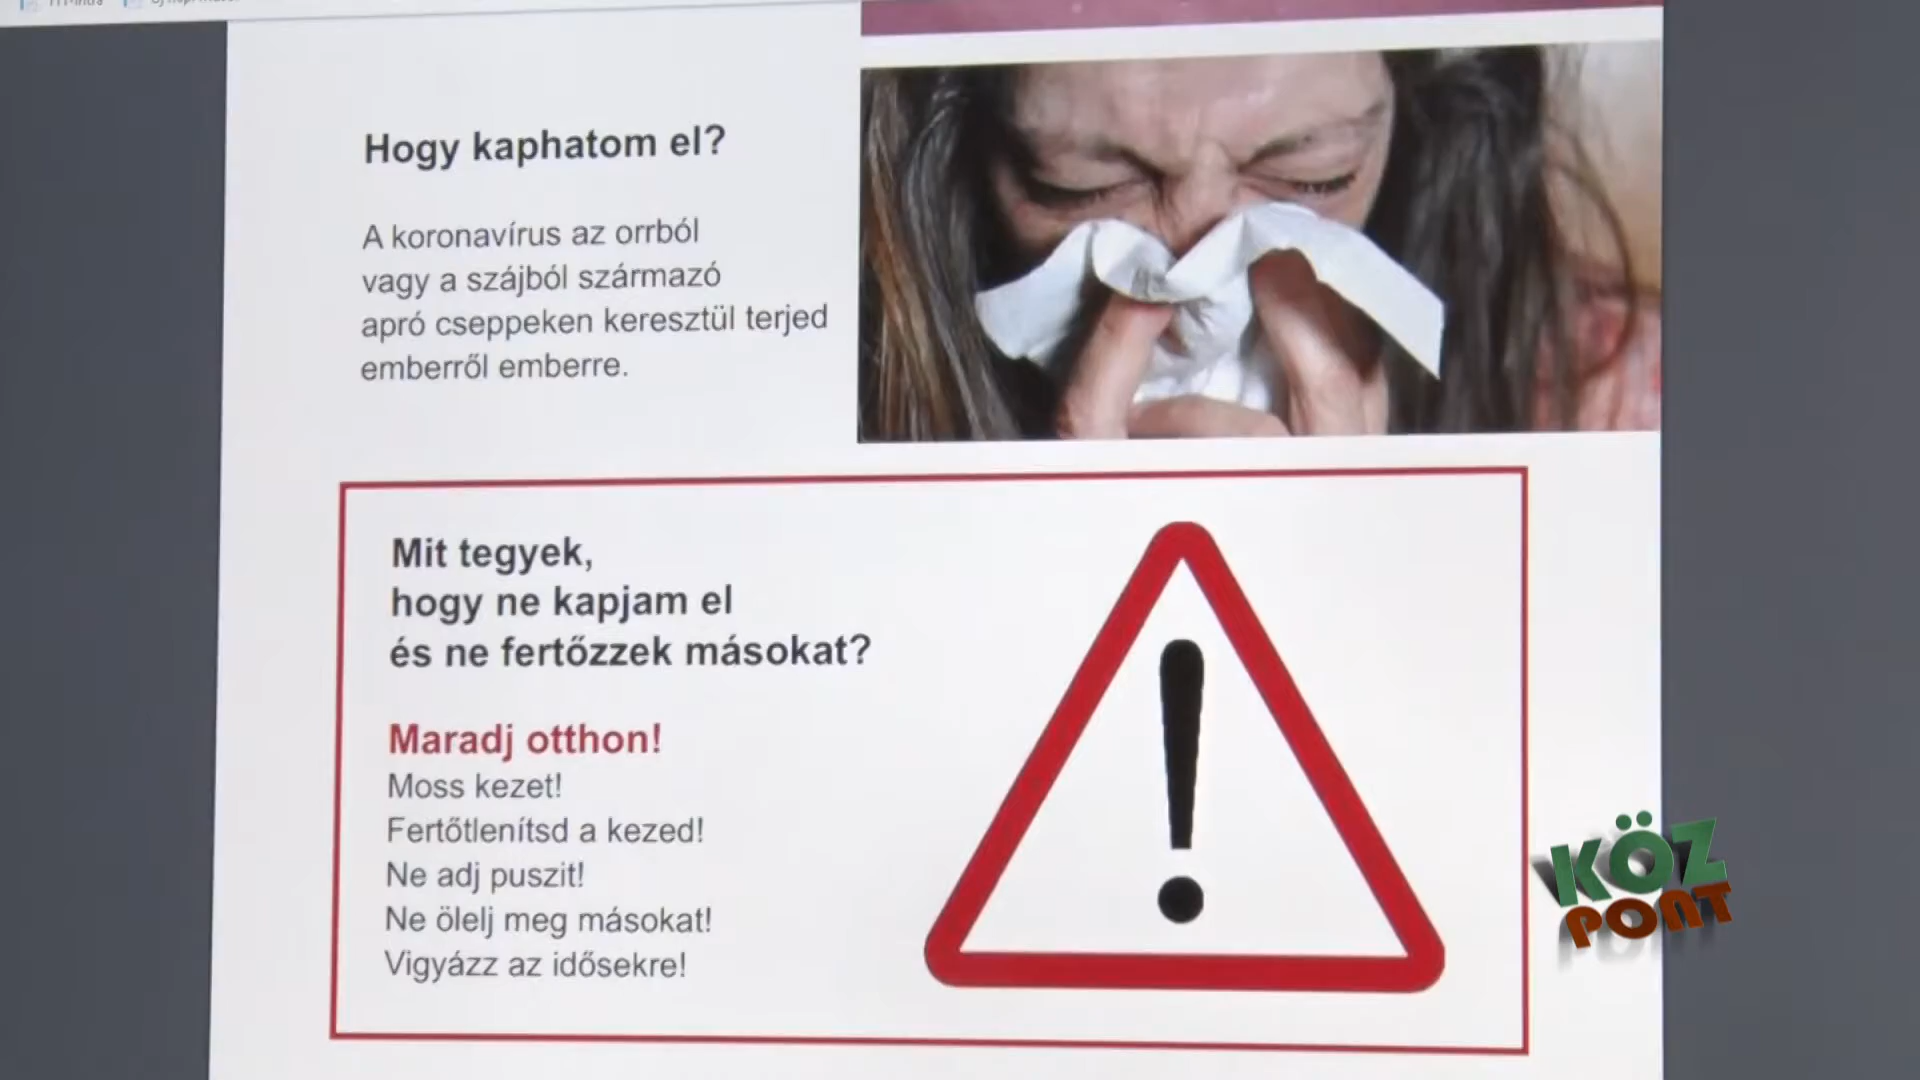 Hogy kaphatom el?
A koronavírus az orrból
vagy a szájból származó
apró cseppeken keresztül terjed
emberről emberre.
Mit tegyek,
hogy ne kapjam el
és ne fertőzzek másokat?
Maradj otthon!
Moss kezet!
Fertőtlenítsd a kezed!
Ne adj puszit!
Ne ölelj meg másokat!
Vigyázz az idősekre!
KÖZ
PONT